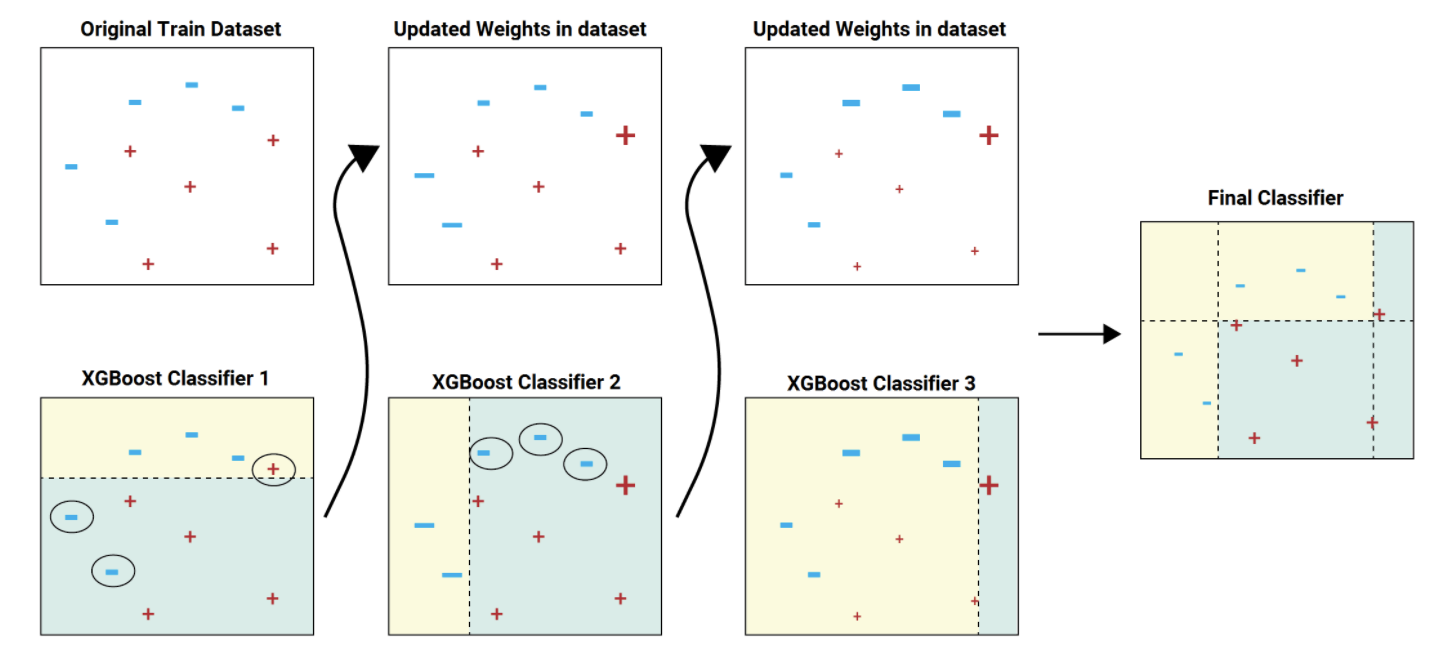 Original Train Dataset
Updated Weights in dataset
Updated Weights in dataset
Final Classifier
XGBoost Classifier 1
XGBoost Classifier 2
XGBoost Classifier 3